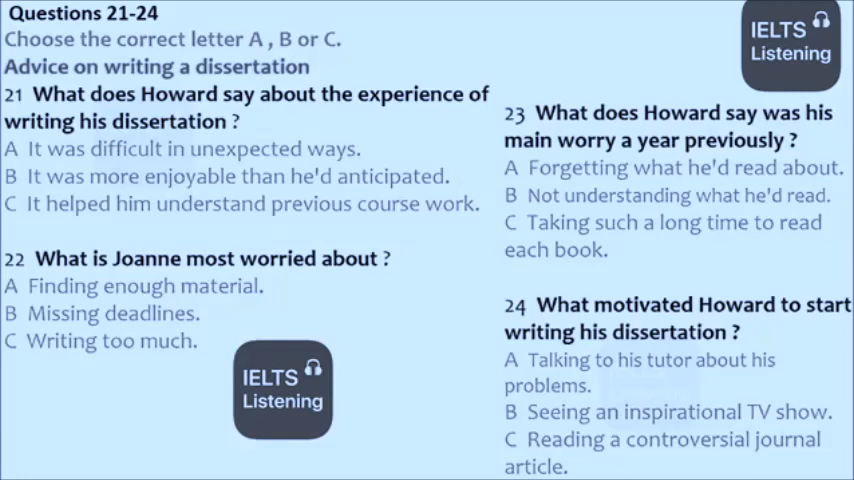 Questions 21-24
Choose the correct letter A , B or C.
Advice on writing a dissertation
21 What does Howard say about the experience of
writing his dissertation ?
A It was difficult in unexpected ways.
B It was more enjoyable than he'd anticipated.
C It helped him understand previous course work.
22 What is Joanne most worried about ?
A Finding enough material.
B Missing deadlines.
C Writing too much.
IELTS
Listening
IELTS
Listening
23 What does Howard say was his
main worry a year previously ?
A Forgetting what he'd read about.
B Not understanding what he'd read.
C Taking such a long time to read
each book.
24 What motivated Howard to start
writing his dissertation ?
A Talking to his tutor about his
problems.
B Seeing an inspirational TV show.
C Reading a controversial journal
article.